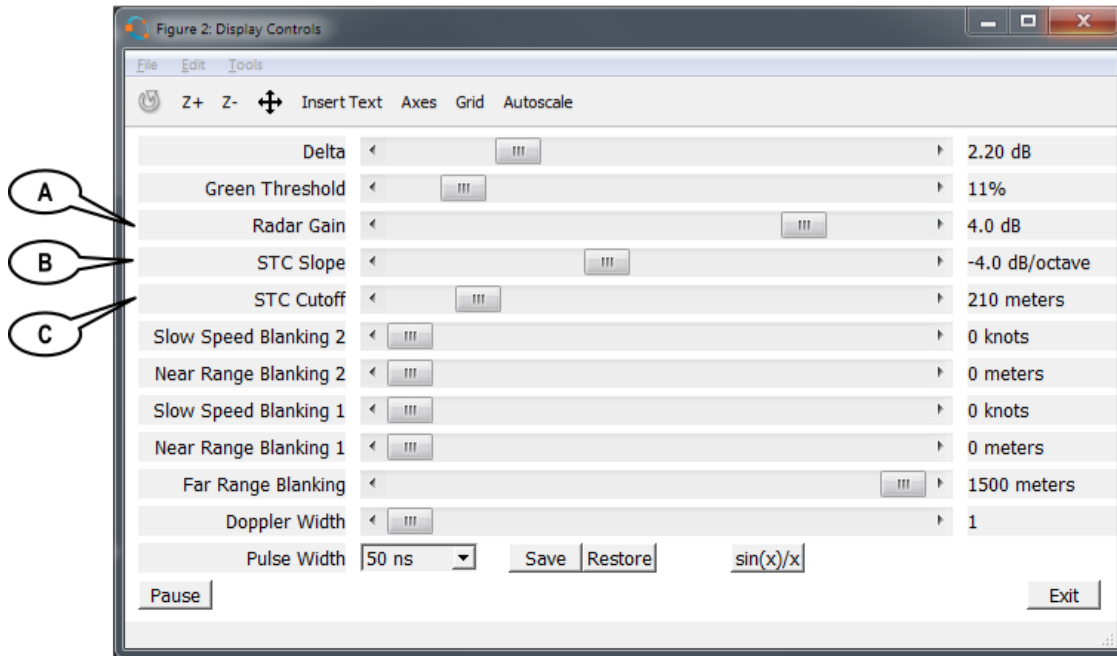 Figure 2: Display Controls
File Edit Tools
Z+ Z- Insert Text Axes Grid Autoscale
Delta 2.20 dB
Green Threshold 11%
A
Radar Gain 4.0 dB
B
STC Slope -4.0 dB/octave
STC Cutoff 210 meters
C
Slow Speed Blanking 2 0 knots
Near Range Blanking 2 0 meters
Slow Speed Blanking 1 0 knots
Near Range Blanking 1 0 meters
Far Range Blanking 1500 meters
Doppler Width 1
Pulse Width 50 ns Save Restore sin(x)/x
Pause Exit